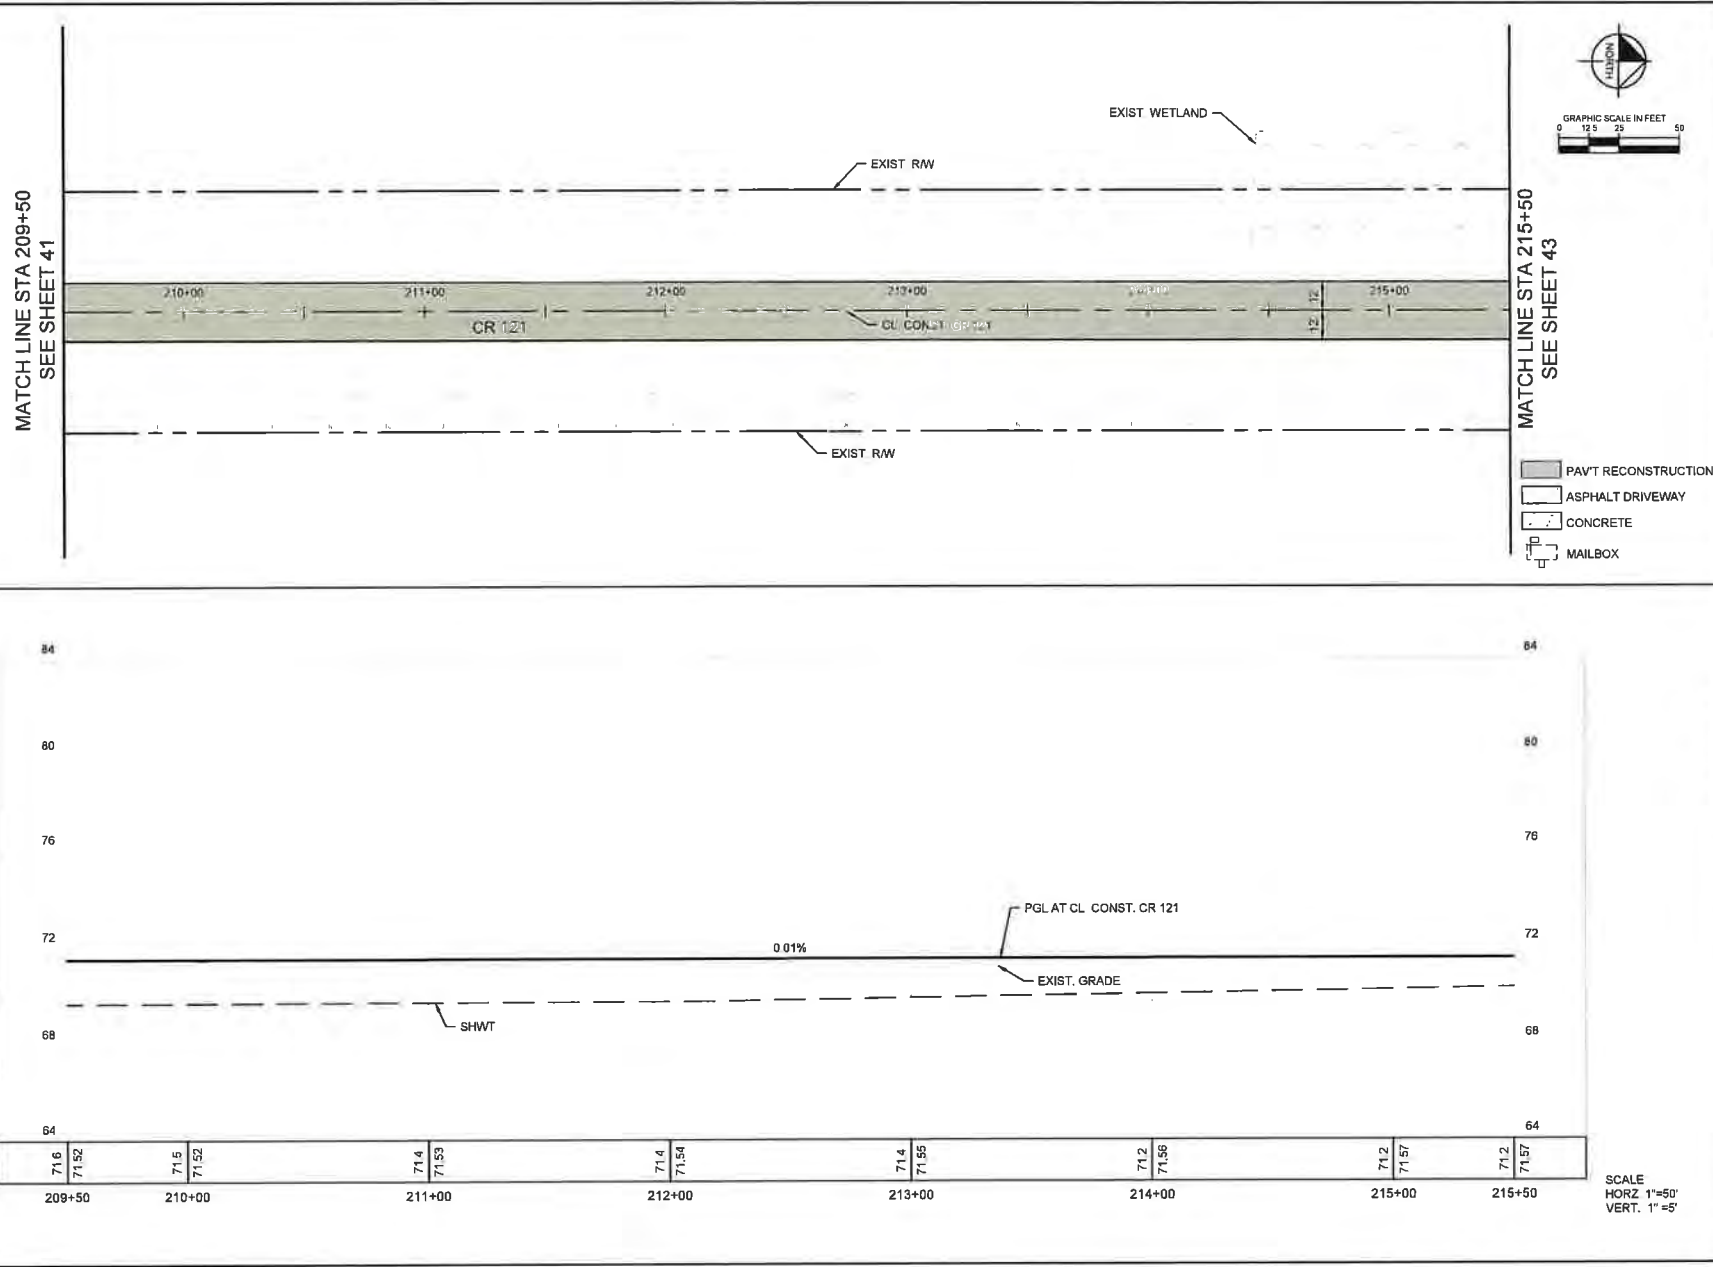 NORTH
GRAPHIC SCALE IN FEET
0 12.5 25 50
EXIST. WETLAND
EXIST. R/W
MATCH LINE STA 209+50
SEE SHEET 41
210+00 211+00 212+00 213+00 215+00
12'
12'
CR 121
CL CONST. CR 121
EXIST. R/W
MATCH LINE STA 215+50
SEE SHEET 43
PAV'T RECONSTRUCTION
ASPHALT DRIVEWAY
CONCRETE
MAILBOX
84 84
80 80
76 76
72 72
68 68
64 64
PGL AT CL CONST. CR 121
0.01%
EXIST. GRADE
SHWT
71.6 71.5 71.4 71.4 71.4 71.2 71.2 71.2
71.52 71.52 71.53 71.54 71.55 71.56 71.57 71.57
209+50 210+00 211+00 212+00 213+00 214+00 215+00 215+50
SCALE
HORZ. 1"=50'
VERT. 1"=5'